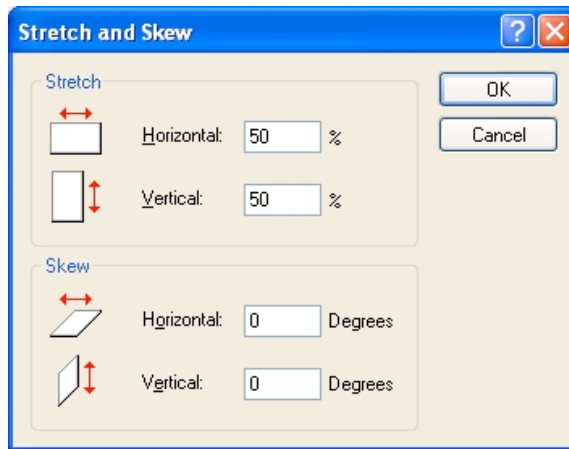 Stretch and Skew
?
Stretch
Horizontal: 50 %
Vertical: 50 %
OK
Cancel
Skew
Horizontal: 0 Degrees
Vertical: 0 Degrees